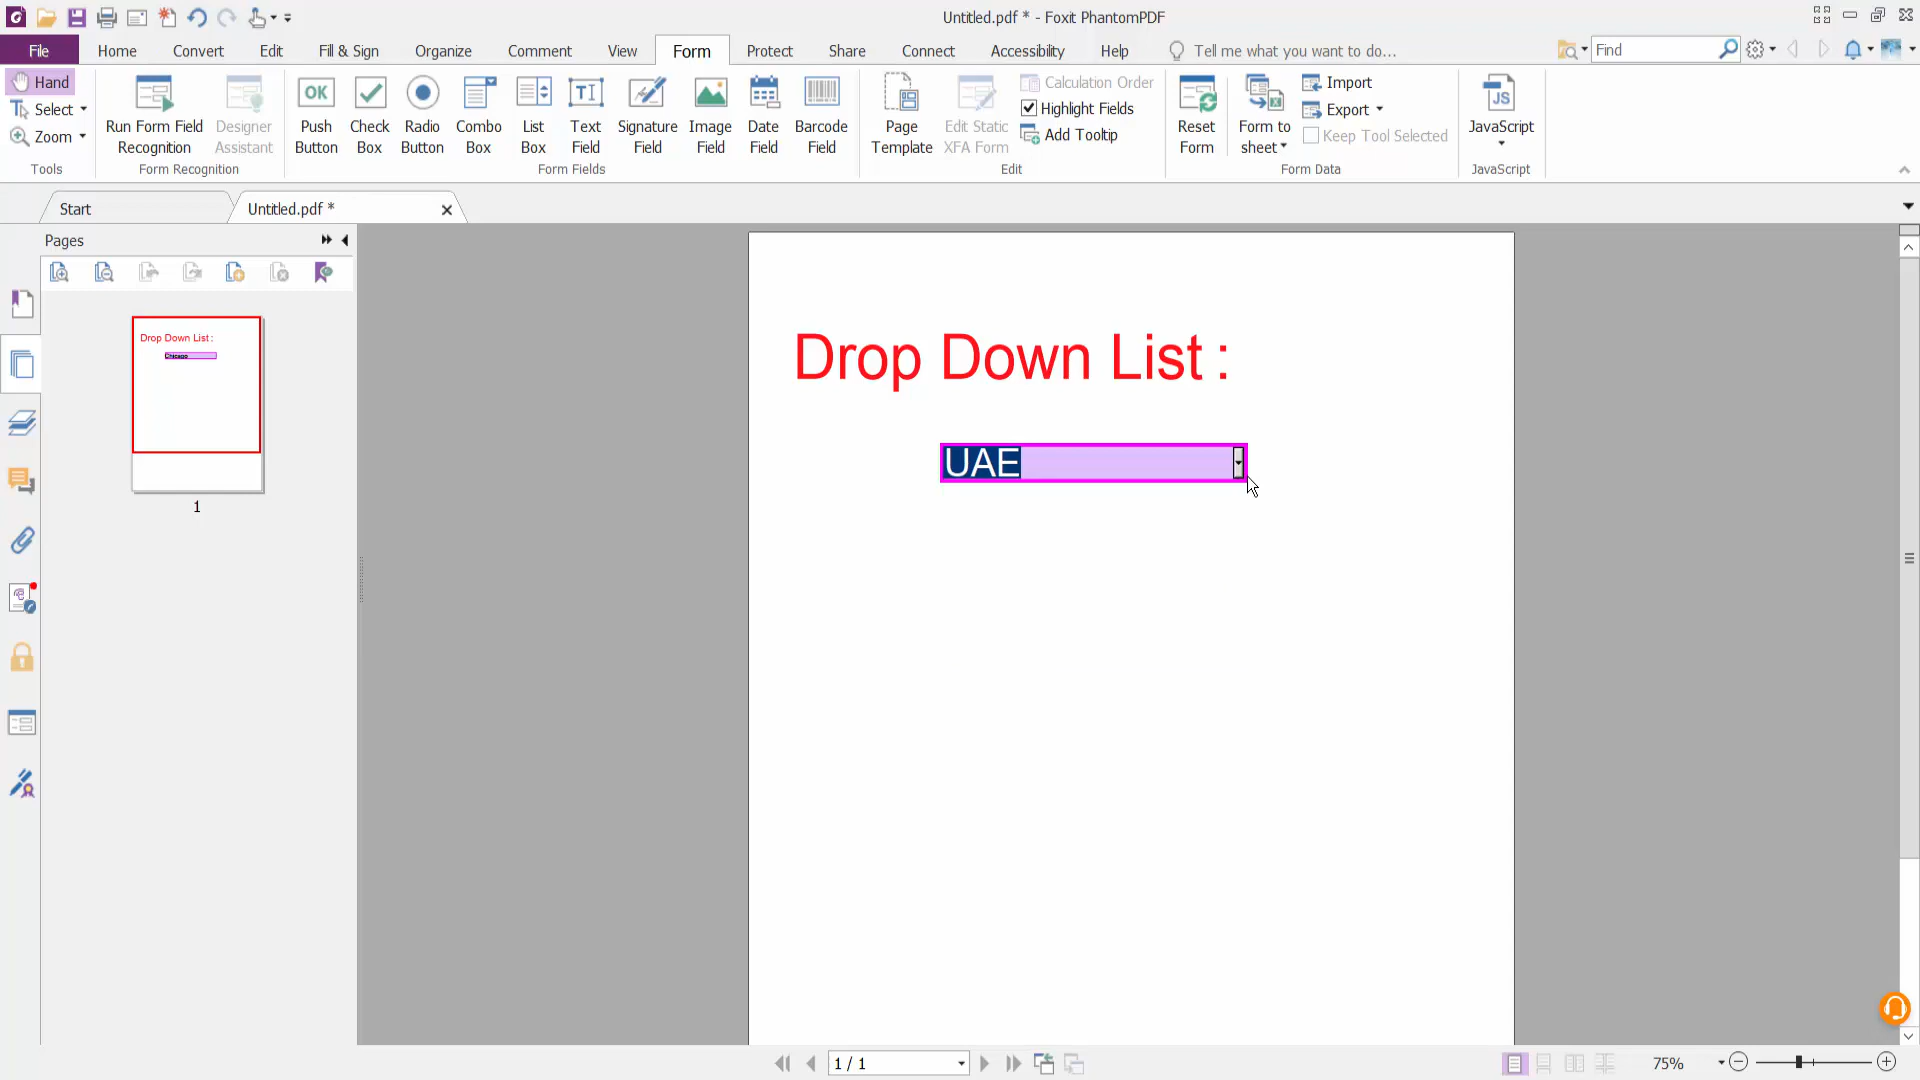 Untitled.pdf * - Foxit PhantomPDF
File Home Convert Edit Fill & Sign Organize Comment View Form Protect Share Connect Accessibility Help Tell me what you want to do... Find
Hand
Select
Zoom
Tools
Run Form Field Recognition
Designer Assistant
Form Recognition
OK
Push Button
Check Box
Radio Button
Combo Box
List Box
Text Field
Signature Field
Image Field
Date Field
Barcode Field
Form Fields
Page Template
Edit Static XFA Form
Calculation Order
Highlight Fields
Add Tooltip
Edit
Reset Form
Form to sheet
Import
Export
Keep Tool Selected
Form Data
JS
JavaScript
JavaScript
Start
Untitled.pdf *
Pages
Drop Down List :
Chicago
1
Drop Down List :
UAE
1 / 1
75%